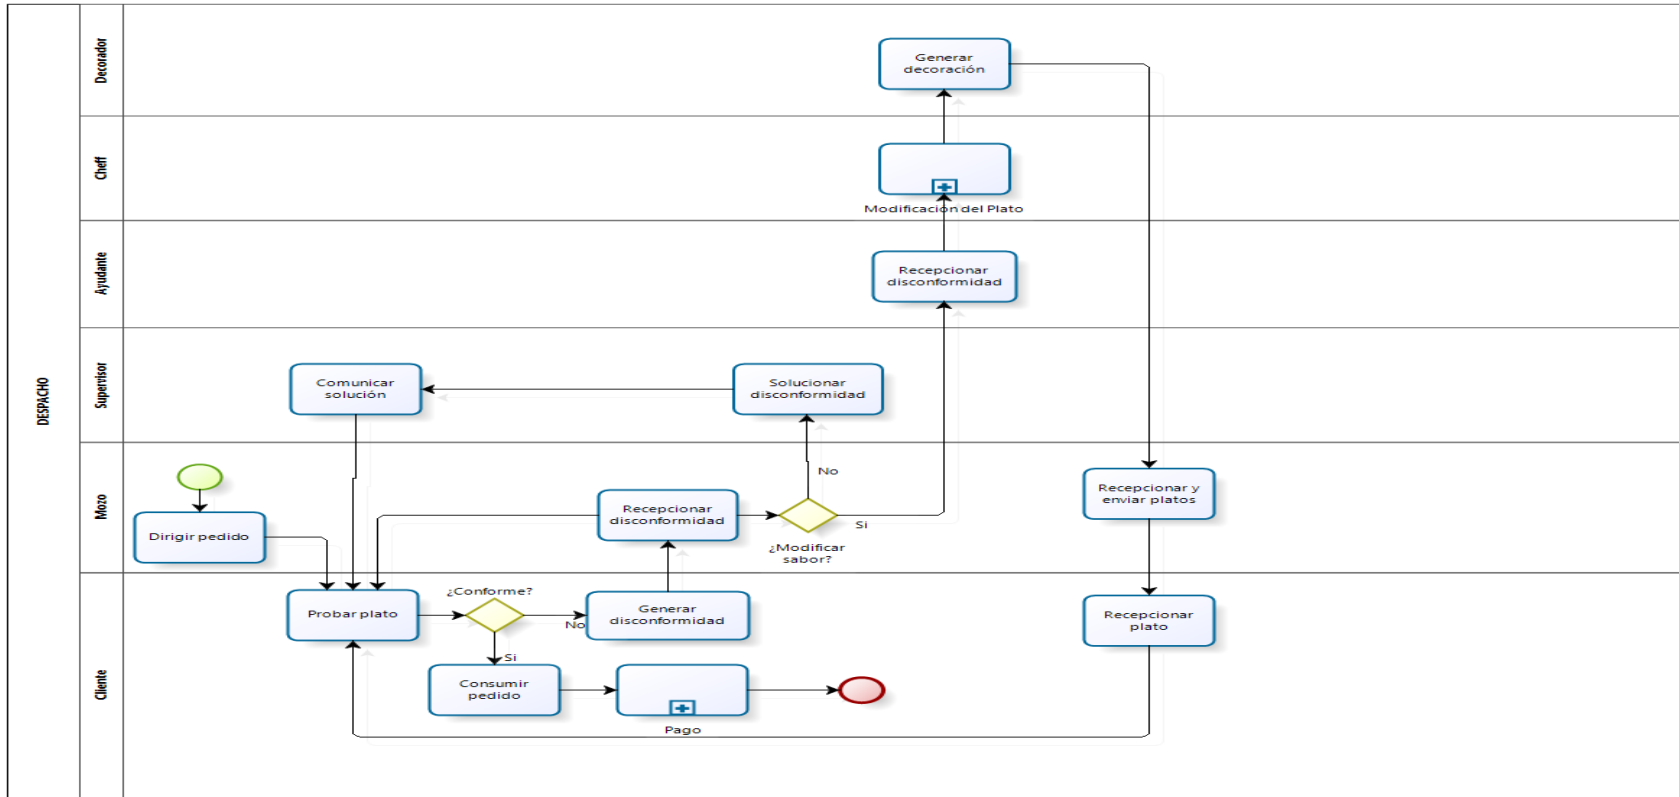 DESPACHO
Decorador
Generar
decoración
Cheff
Modificación del Plato
Ayudante
Recepcionar
disconformidad
Supervisor
Comunicar
solución
Solucionar
disconformidad
Mozo
Dirigir pedido
Recepcionar
disconformidad
No
Si
¿Modificar
sabor?
Recepcionar y
enviar platos
Cliente
Probar plato
¿Conforme?
No
Si
Generar
disconformidad
Recepcionar
plato
Consumir
pedido
Pago